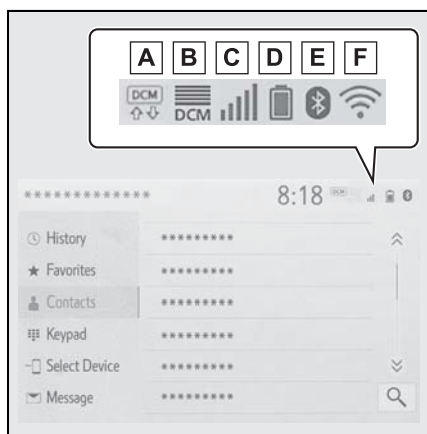 A B C D E F
DCM
DCM
************* 8:18 DCM
History *********
Favorites *********
Contacts *********
Keypad *********
Select Device *********
Message *********